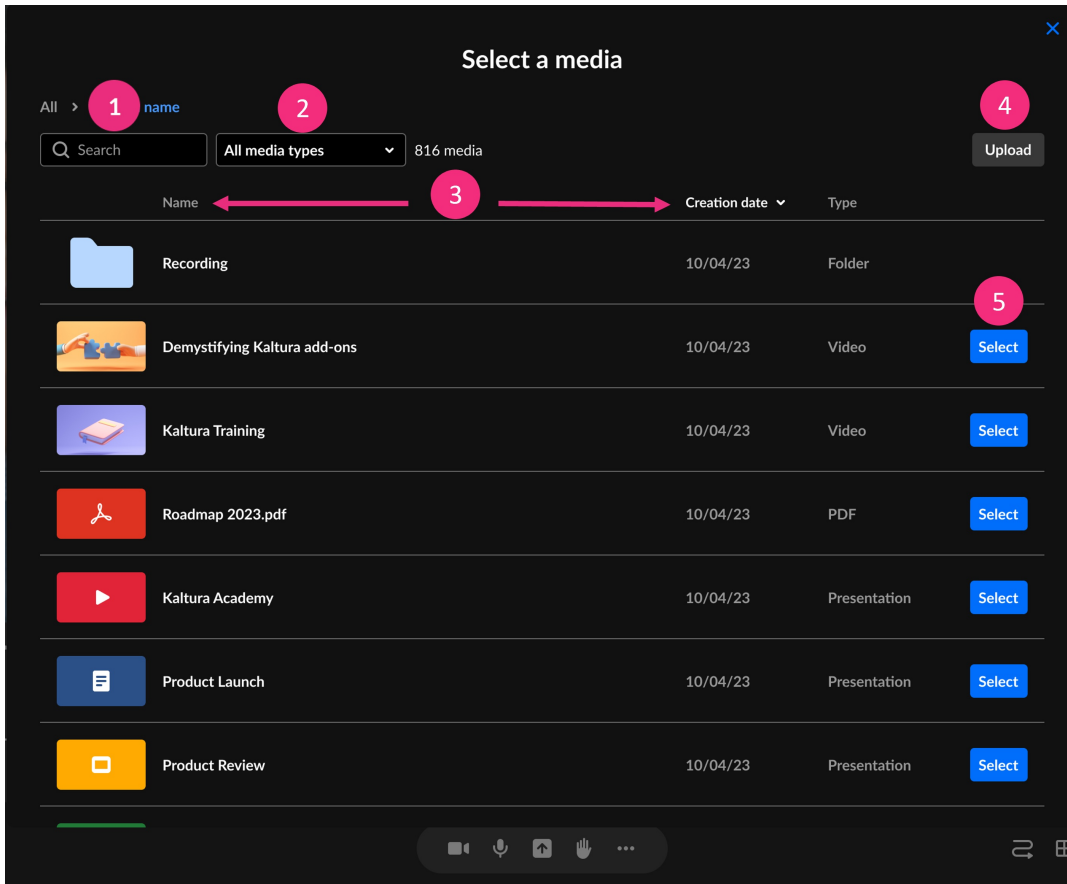 Select a media
All > 1 name
2
4
Search
All media types
816 media
Upload
3
Name
Creation date
Type
Recording
10/04/23
Folder
5
Demystifying Kaltura add-ons
10/04/23
Video
Select
Kaltura Training
10/04/23
Video
Select
Roadmap 2023.pdf
10/04/23
PDF
Select
Kaltura Academy
10/04/23
Presentation
Select
Product Launch
10/04/23
Presentation
Select
Product Review
10/04/23
Presentation
Select